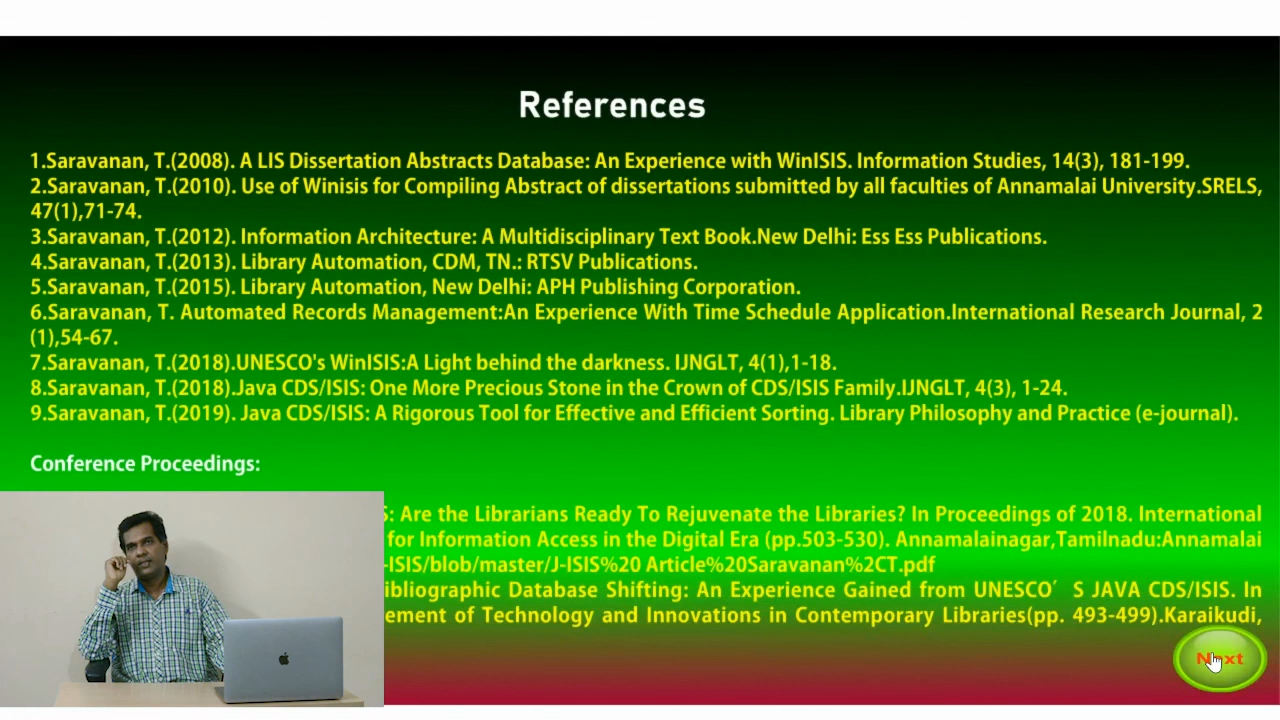 References
1.Saravanan, T.(2008). A LIS Dissertation Abstracts Database: An Experience with WinISIS. Information Studies, 14(3), 181-199.
2.Saravanan, T.(2010). Use of Winisis for Compiling Abstract of dissertations submitted by all faculties of Annamalai University.SRELS,
47(1),71-74.
3.Saravanan, T.(2012). Information Architecture: A Multidisciplinary Text Book.New Delhi: Ess Ess Publications.
4.Saravanan, T.(2013). Library Automation, CDM, TN.: RTSV Publications.
5.Saravanan, T.(2015). Library Automation, New Delhi: APH Publishing Corporation.
6.Saravanan, T. Automated Records Management:An Experience With Time Schedule Application.International Research Journal, 2
(1),54-67.
7.Saravanan, T.(2018).UNESCO's WinISIS:A Light behind the darkness. IJNGLT, 4(1),1-18.
8.Saravanan, T.(2018).Java CDS/ISIS: One More Precious Stone in the Crown of CDS/ISIS Family.IJNGLT, 4(3), 1-24.
9.Saravanan, T.(2019). Java CDS/ISIS: A Rigorous Tool for Effective and Efficient Sorting. Library Philosophy and Practice (e-journal).
Conference Proceedings:
S: Are the Librarians Ready To Rejuvenate the Libraries? In Proceedings of 2018. International
for Information Access in the Digital Era (pp.503-530). Annamalainagar,Tamilnadu:Annamalai
-ISIS/blob/master/J-ISIS%20 Article%20Saravanan%2CT.pdf
ibliographic Database Shifting: An Experience Gained from UNESCO′ S JAVA CDS/ISIS. In
ement of Technology and Innovations in Contemporary Libraries(pp. 493-499).Karaikudi,
Next